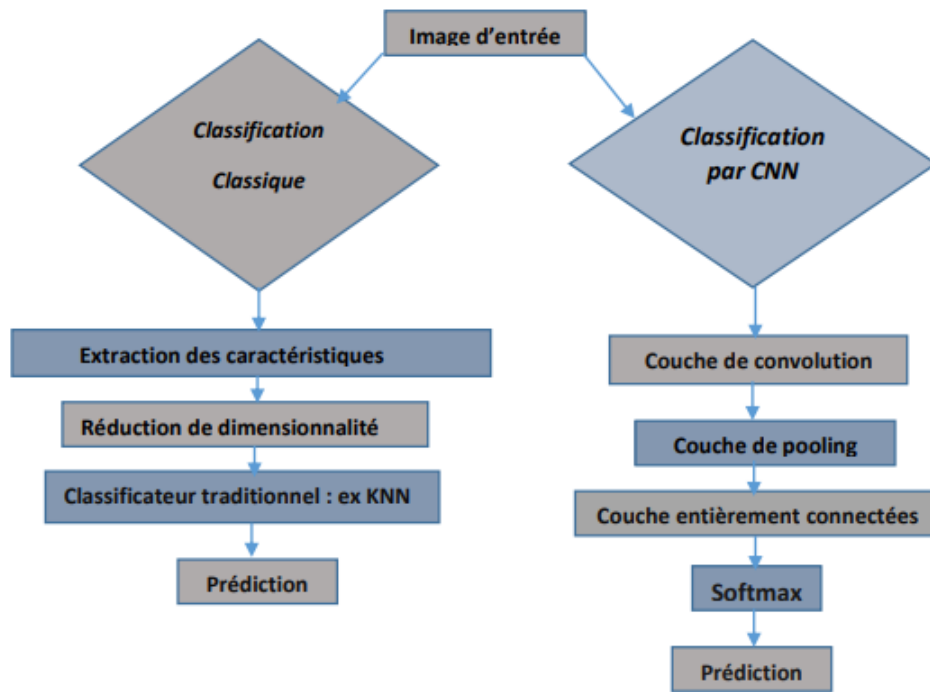 Image d'entrée
Classification
Classique
Classification
par CNN
Extraction des caractéristiques
Réduction de dimensionnalité
Classificateur traditionnel : ex KNN
Prédiction
Couche de convolution
Couche de pooling
Couche entièrement connectées
Softmax
Prédiction